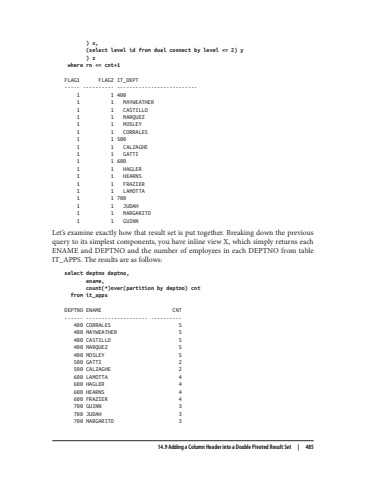 ) x,
(select level id from dual connect by level <= 2) y
) z
where rn <= cnt+1
FLAG1 FLAG2 IT_DEPT
----- ---------- --------------------------
1 1 400
1 1 MAYWEATHER
1 1 CASTILLO
1 1 MARQUEZ
1 1 MOSLEY
1 1 CORRALES
1 1 500
1 1 CALZAGHE
1 1 GATTI
1 1 600
1 1 HAGLER
1 1 HEARNS
1 1 FRAZIER
1 1 LAMOTTA
1 1 700
1 1 JUDAH
1 1 MARGARITO
1 1 GUINN
Let's examine exactly how that result set is put together. Breaking down the previous
query to its simplest components, you have inline view X, which simply returns each
ENAME and DEPTNO and the number of employees in each DEPTNO from table
IT_APPS. The results are as follows:
select deptno deptno,
ename,
count(*)over(partition by deptno) cnt
from it_apps
DEPTNO ENAME CNT
------ -------------------- ----------
400 CORRALES 5
400 MAYWEATHER 5
400 CASTILLO 5
400 MARQUEZ 5
400 MOSLEY 5
500 GATTI 2
500 CALZAGHE 2
600 LAMOTTA 4
600 HAGLER 4
600 HEARNS 4
600 FRAZIER 4
700 GUINN 3
700 JUDAH 3
700 MARGARITO 3
14.9 Adding a Column Header into a Double Pivoted Result Set | 485